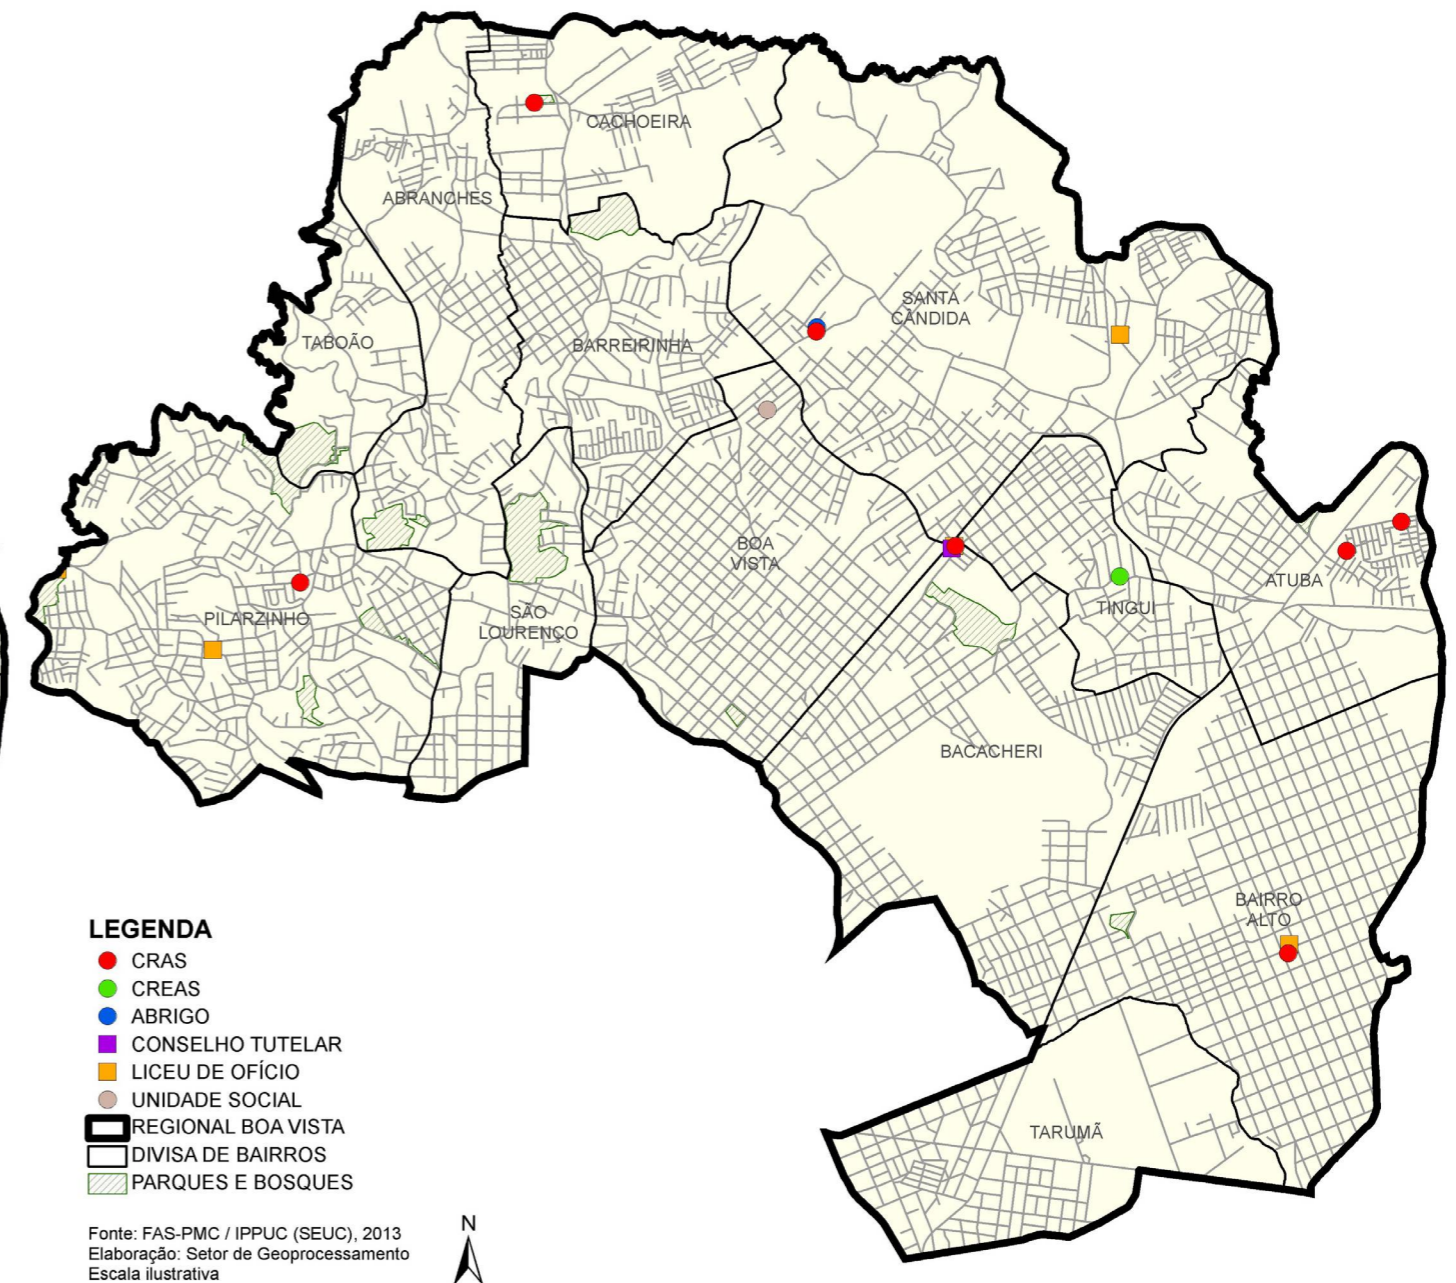 CACHOEIRA
ABRANCHES
SANTA
CÂNDIDA
TABOÃO
BARREIRINHA
BOA
VISTA
ATUBA
TINGUI
PILARZINHO
SÃO
LOURENÇO
BACACHERI
BAIRRO
ALTO
TARUMÃ
LEGENDA
CRAS
CREAS
ABRIGO
CONSELHO TUTELAR
LICEU DE OFÍCIO
UNIDADE SOCIAL
REGIONAL BOA VISTA
DIVISA DE BAIRROS
PARQUES E BOSQUES
Fonte: FAS-PMC / IPPUC (SEUC), 2013
Elaboração: Setor de Geoprocessamento
Escala ilustrativa
N